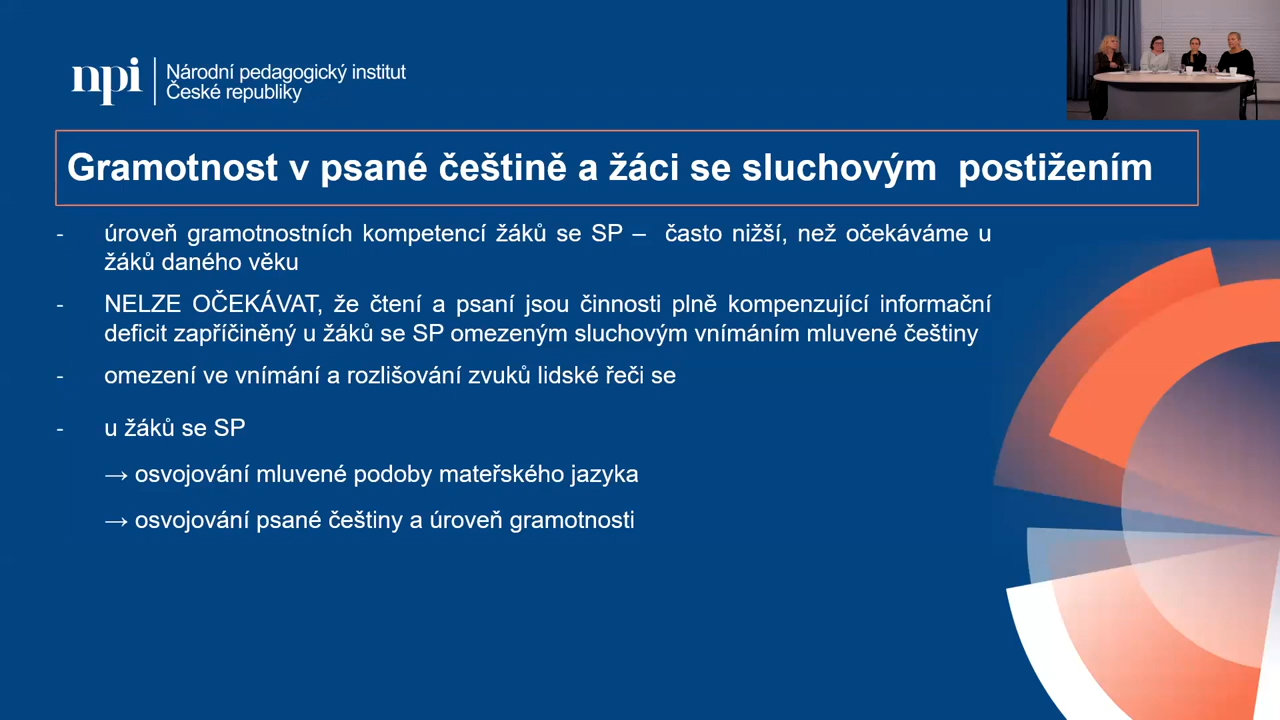 npi
Národní pedagogický institut
České republiky
Gramotnost v psané češtině a žáci se sluchovým postižením
- úroveň gramotnostních kompetencí žáků se SP – často nižší, než očekáváme u
žáků daného věku
- NELZE OČEKÁVAT, že čtení a psaní jsou činnosti plně kompenzující informační
deficit zapříčiněný u žáků se SP omezeným sluchovým vnímáním mluvené češtiny
- omezení ve vnímání a rozlišování zvuků lidské řeči se
- u žáků se SP
→ osvojování mluvené podoby mateřského jazyka
→ osvojování psané češtiny a úroveň gramotnosti